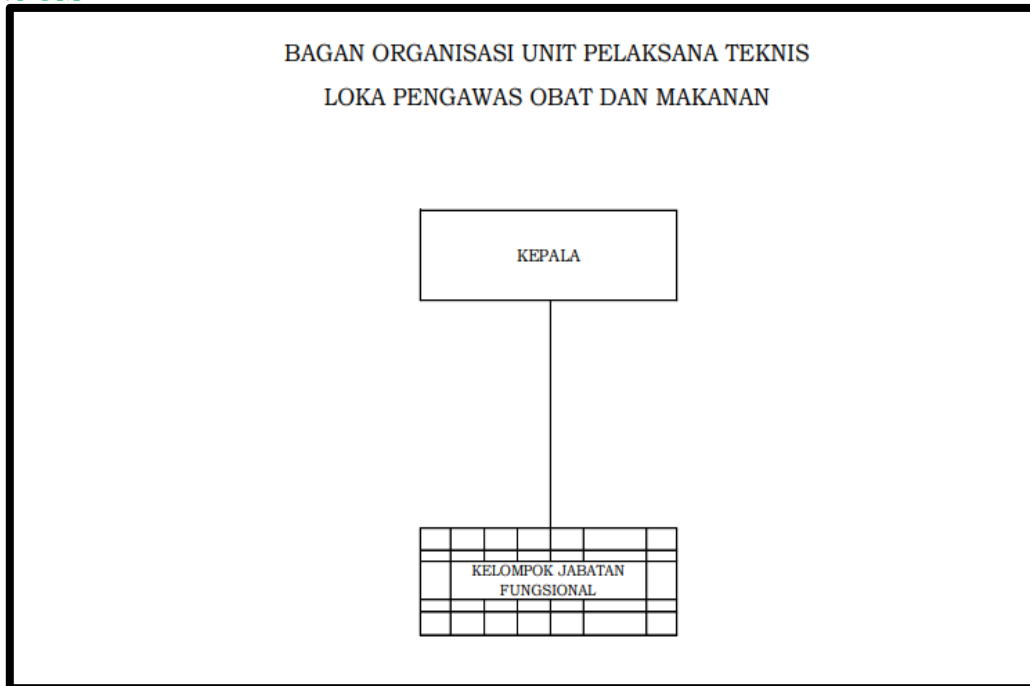 BAGAN ORGANISASI UNIT PELAKSANA TEKNIS
LOKA PENGAWAS OBAT DAN MAKANAN
KEPALA
KELOMPOK JABATAN
FUNGSIONAL